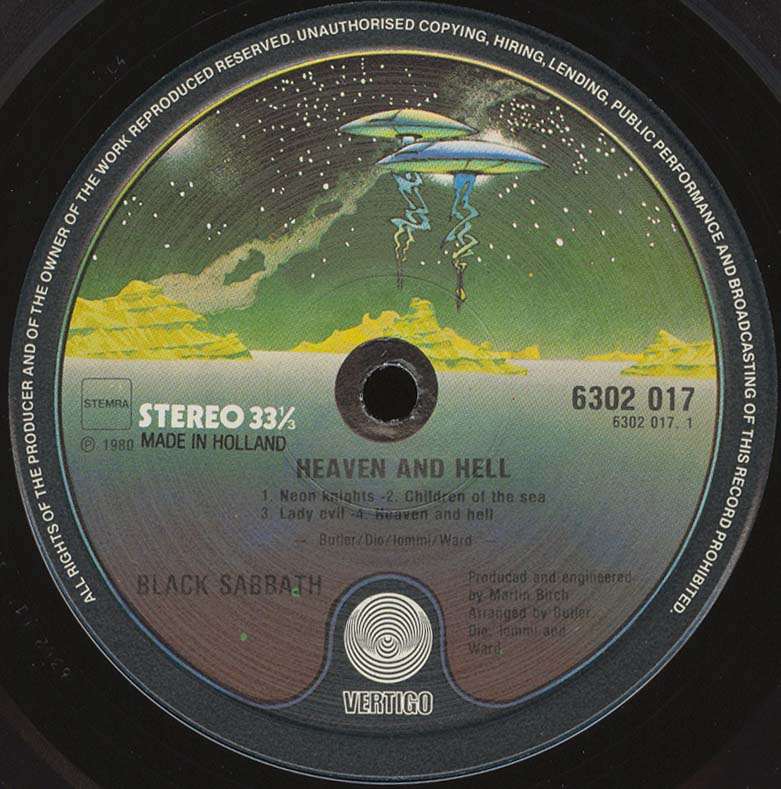 ALL RIGHTS OF THE PRODUCER AND OF THE OWNER OF THE WORK REPRODUCED RESERVED. UNAUTHORISED COPYING, HIRING, LENDING, PUBLIC PERFORMANCE AND BROADCASTING OF THIS RECORD PROHIBITED.
STEMRA
STEREO 33⅓
℗ 1980 MADE IN HOLLAND
6302 017
6302 017. 1
HEAVEN AND HELL
1. Neon knights -2. Children of the sea
3. Lady evil -4. Heaven and hell
— Butler/Dio/Iommi/Ward —
BLACK SABBATH
Produced and engineered
by Martin Birch
Arranged by Butler
Dio, Iommi and
Ward
VERTIGO